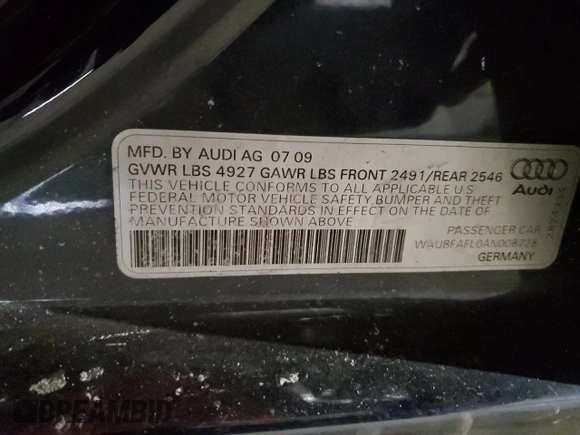 MFD. BY AUDI AG 07 09
GVWR LBS 4927 GAWR LBS FRONT 2491/REAR 2546
THIS VEHICLE CONFORMS TO ALL APPLICABLE U S
FEDERAL MOTOR VEHICLE SAFETY,BUMPER AND THEFT
PREVENTION STANDARDS IN EFFECT ON THE DATE OF
MANUFACTURE SHOWN ABOVE
PASSENGER CAR
WAUBFAFL0AN008728
GERMANY
Audi
DREAMBID